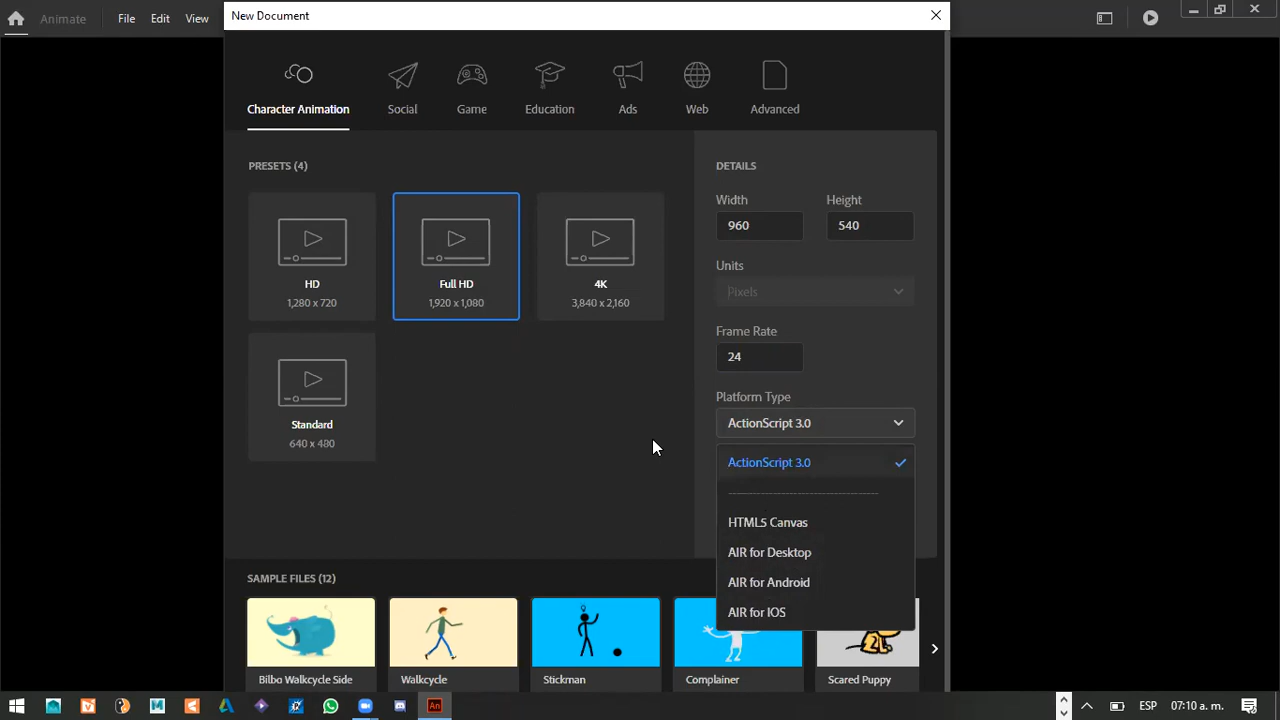 New Document
Animate File Edit View
Character Animation Social Game Education Ads Web Advanced
PRESETS (4)
HD
1,280 x 720
Full HD
1,920 x 1,080
4K
3,840 x 2,160
Standard
640 x 480
DETAILS
Width Height
960 540
Units
Pixels
Frame Rate
24
Platform Type
ActionScript 3.0
ActionScript 3.0
HTML5 Canvas
AIR for Desktop
AIR for Android
AIR for IOS
SAMPLE FILES (12)
Bilbo Walkcycle Side Walkcycle Stickman Complainer Scared Puppy
An ESP 07:10 a. m.